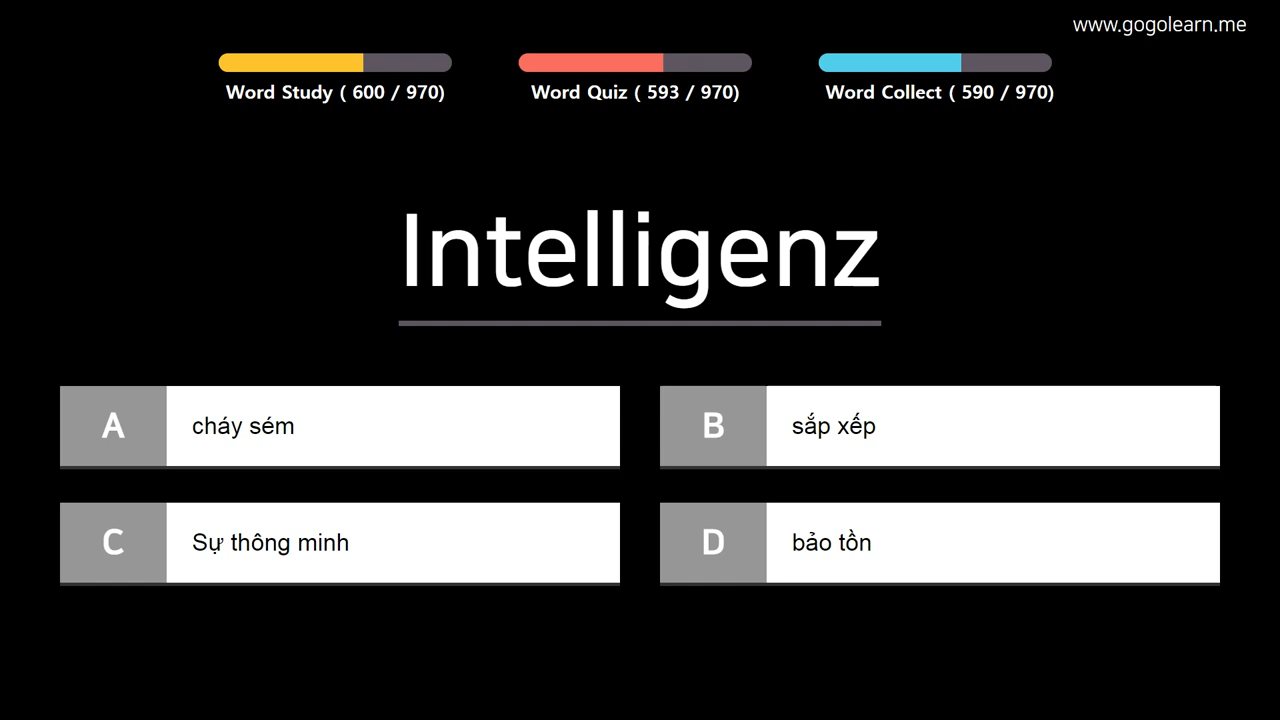 www.gogolearn.me
Word Study ( 600 / 970)
Word Quiz ( 593 / 970)
Word Collect ( 590 / 970)
Intelligenz
A
cháy sém
B
sắp xếp
C
Sự thông minh
D
bảo tồn